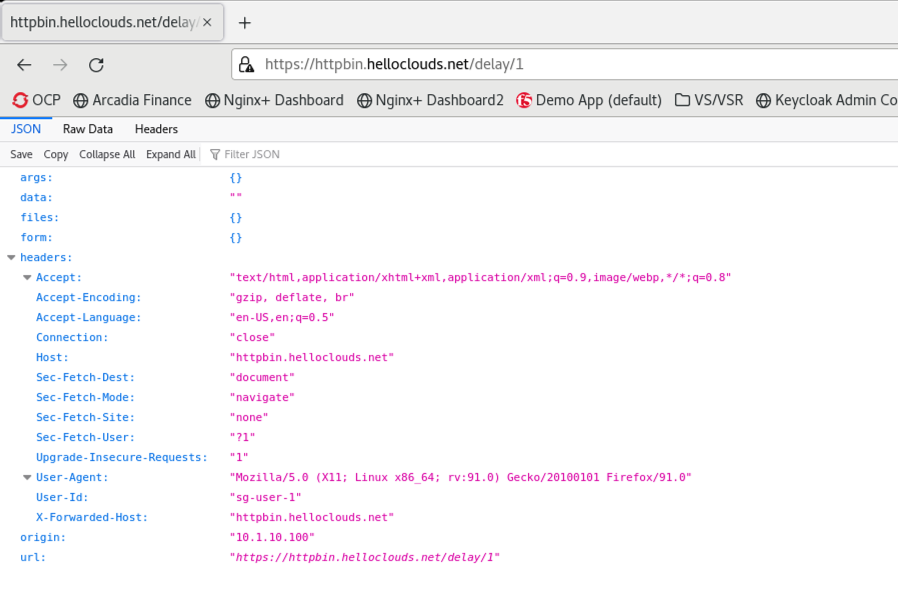 httpbin.helloclouds.net/delay/
https://httpbin.helloclouds.net/delay/1
OCP Arcadia Finance Nginx+ Dashboard Nginx+ Dashboard2 Demo App (default) VS/VSR Keycloak Admin Co
JSON Raw Data Headers
Save Copy Collapse All Expand All Filter JSON
args: {}
data: ""
files: {}
form: {}
headers:
Accept: "text/html,application/xhtml+xml,application/xml;q=0.9,image/webp,*/*;q=0.8"
Accept-Encoding: "gzip, deflate, br"
Accept-Language: "en-US,en;q=0.5"
Connection: "close"
Host: "httpbin.helloclouds.net"
Sec-Fetch-Dest: "document"
Sec-Fetch-Mode: "navigate"
Sec-Fetch-Site: "none"
Sec-Fetch-User: "?1"
Upgrade-Insecure-Requests: "1"
User-Agent: "Mozilla/5.0 (X11; Linux x86_64; rv:91.0) Gecko/20100101 Firefox/91.0"
User-Id: "sg-user-1"
X-Forwarded-Host: "httpbin.helloclouds.net"
origin: "10.1.10.100"
url: "https://httpbin.helloclouds.net/delay/1"